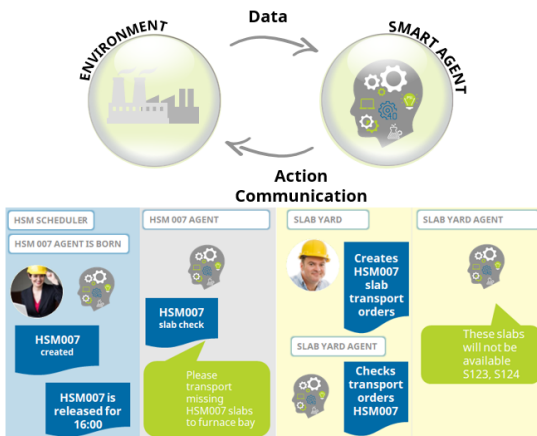 Data
ENVIRONMENT
SMART AGENT
Action
Communication
HSM SCHEDULER
HSM 007 AGENT IS BORN
HSM007
created
HSM007 is
released for
16:00
HSM 007 AGENT
HSM007
slab check
Please
transport
missing
HSM007 slabs
to furnace bay
SLAB YARD
Creates
HSM007
slab
transport
orders
SLAB YARD AGENT
Checks
transport
orders
HSM007
SLAB YARD AGENT
These slabs
will not be
available
S123, S124